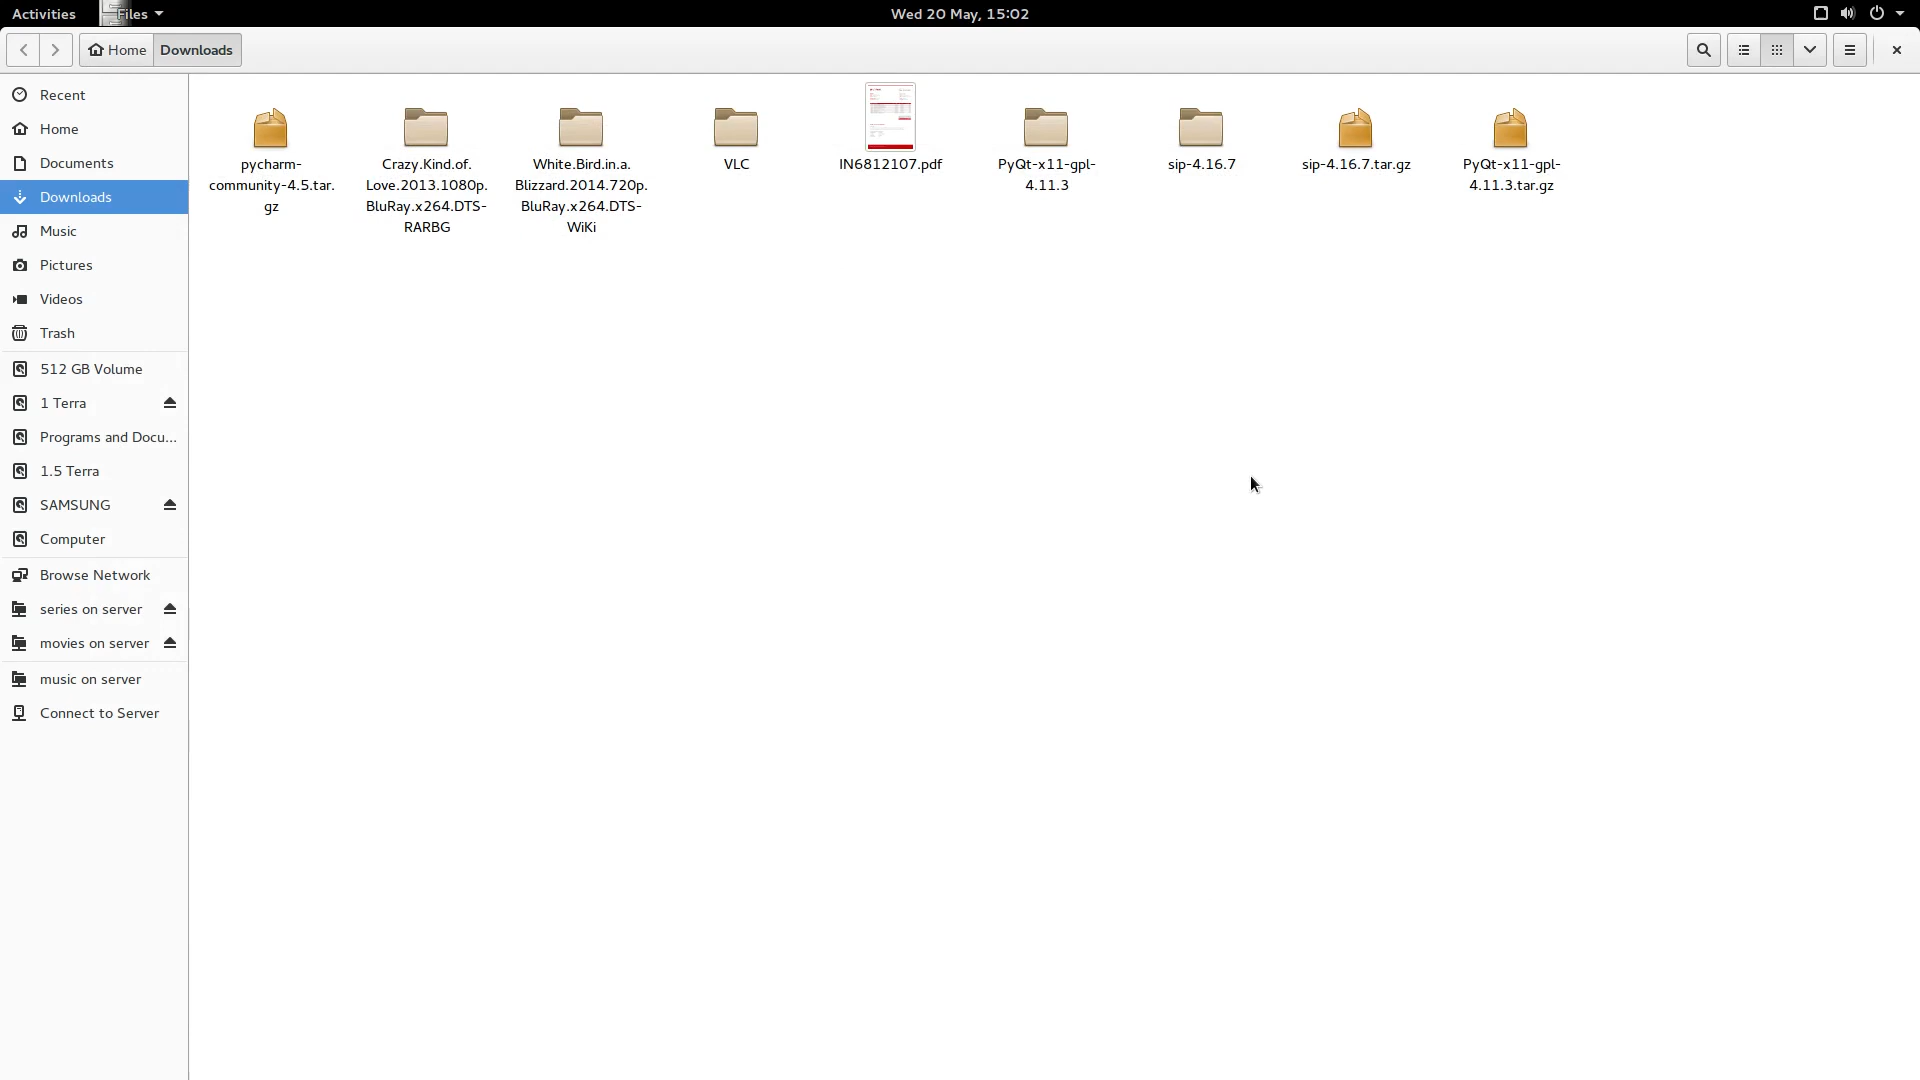 Activities
Files
Wed 20 May, 15:02
Home
Downloads
Recent
Home
Documents
Downloads
Music
Pictures
Videos
Trash
512 GB Volume
1 Terra
Programs and Docu...
1.5 Terra
SAMSUNG
Computer
Browse Network
series on server
movies on server
music on server
Connect to Server
pycharm-
community-4.5.tar.
gz
Crazy.Kind.of.
Love.2013.1080p.
BluRay.x264.DTS-
RARBG
White.Bird.in.a.
Blizzard.2014.720p.
BluRay.x264.DTS-
WiKi
VLC
IN6812107.pdf
PyQt-x11-gpl-
4.11.3
sip-4.16.7
sip-4.16.7.tar.gz
PyQt-x11-gpl-
4.11.3.tar.gz